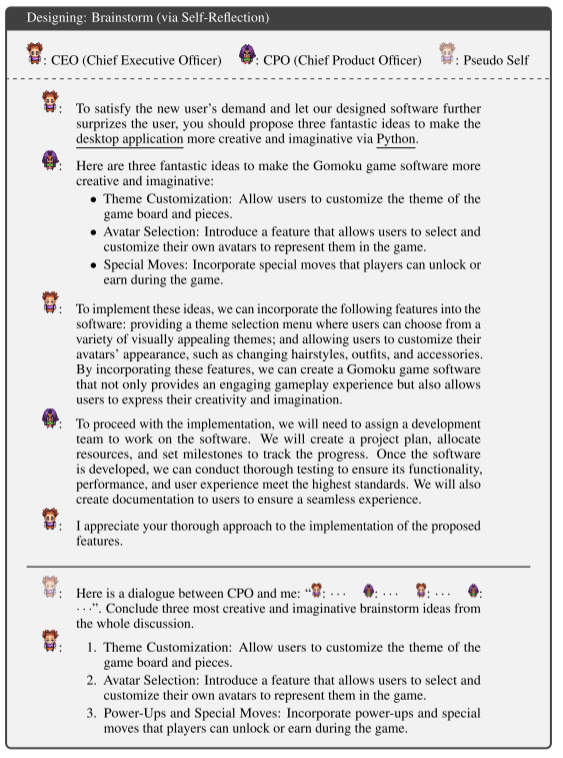 Designing: Brainstorm (via Self-Reflection)
: CEO (Chief Executive Officer) : CPO (Chief Product Officer) : Pseudo Self
: To satisfy the new user's demand and let our designed software further
surprizes the user, you should propose three fantastic ideas to make the
desktop application more creative and imaginative via Python.
: Here are three fantastic ideas to make the Gomoku game software more
creative and imaginative:
• Theme Customization: Allow users to customize the theme of the
game board and pieces.
• Avatar Selection: Introduce a feature that allows users to select and
customize their own avatars to represent them in the game.
• Special Moves: Incorporate special moves that players can unlock or
earn during the game.
: To implement these ideas, we can incorporate the following features into the
software: providing a theme selection menu where users can choose from a
variety of visually appealing themes; and allowing users to customize their
avatars' appearance, such as changing hairstyles, outfits, and accessories.
By incorporating these features, we can create a Gomoku game software
that not only provides an engaging gameplay experience but also allows
users to express their creativity and imagination.
: To proceed with the implementation, we will need to assign a development
team to work on the software. We will create a project plan, allocate
resources, and set milestones to track the progress. Once the software
is developed, we can conduct thorough testing to ensure its functionality,
performance, and user experience meet the highest standards. We will also
create documentation to users to ensure a seamless experience.
: I appreciate your thorough approach to the implementation of the proposed
features.
: Here is a dialogue between CPO and me: “: ··· : ··· : ··· :
···”. Conclude three most creative and imaginative brainstorm ideas from
the whole discussion.
: 1. Theme Customization: Allow users to customize the theme of the
game board and pieces.
2. Avatar Selection: Introduce a feature that allows users to select and
customize their own avatars to represent them in the game.
3. Power-Ups and Special Moves: Incorporate power-ups and special
moves that players can unlock or earn during the game.